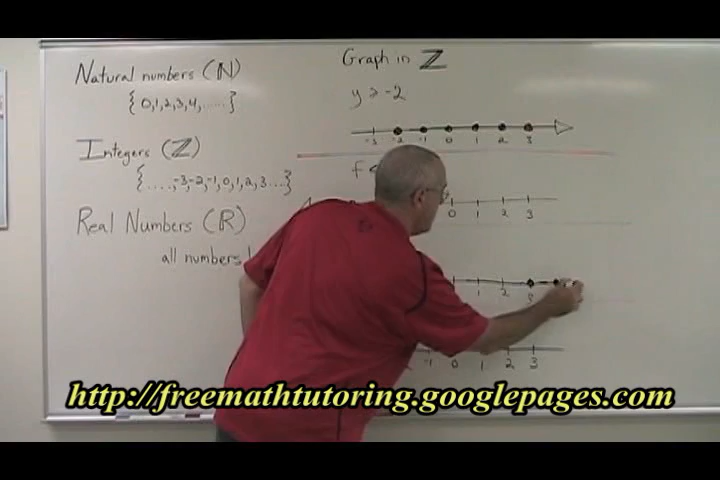 Natural numbers (ℕ)
{0,1,2,3,4,.....}
Integers (ℤ)
{....,-3,-2,-1,0,1,2,3...}
Real Numbers (ℝ)
all numbers
Graph in ℤ
y ≥ -2
-3 -2 -1 0 1 2 3
f <
0 1 2 3
1 2 3
-1 0 1 2 3
http://freemathtutoring.googlepages.com